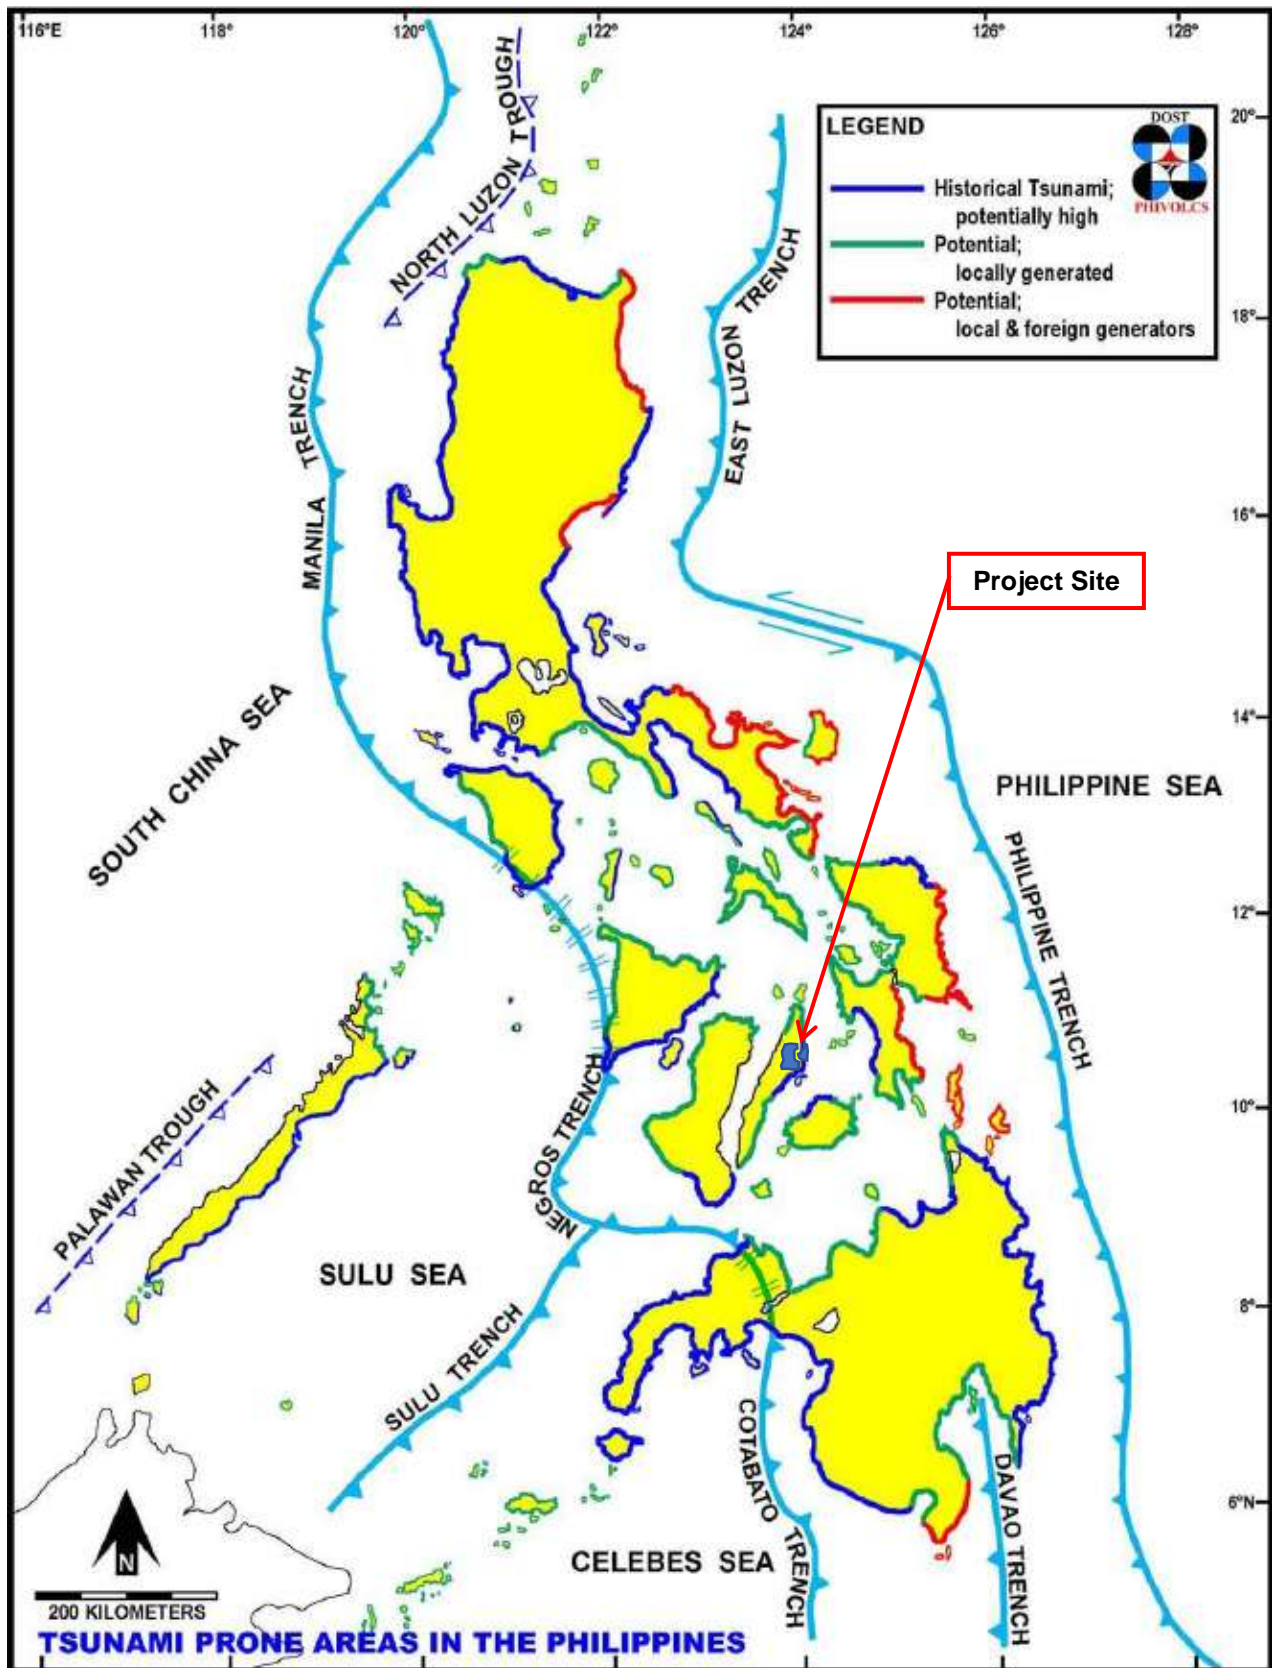 116°E
118°
120°
122°
124°
126°
128°
20°
18°
16°
14°
12°
10°
8°
6°N
LEGEND
DOST
PHIVOLCS
Historical Tsunami;
potentially high
Potential;
locally generated
Potential;
local & foreign generators
NORTH LUZON TROUGH
EAST LUZON TRENCH
MANILA TRENCH
Project Site
SOUTH CHINA SEA
PHILIPPINE SEA
PHILIPPINE TRENCH
PALAWAN TROUGH
NEGROS TRENCH
SULU SEA
SULU TRENCH
COTABATO TRENCH
DAVAO TRENCH
CELEBES SEA
N
200 KILOMETERS
TSUNAMI PRONE AREAS IN THE PHILIPPINES